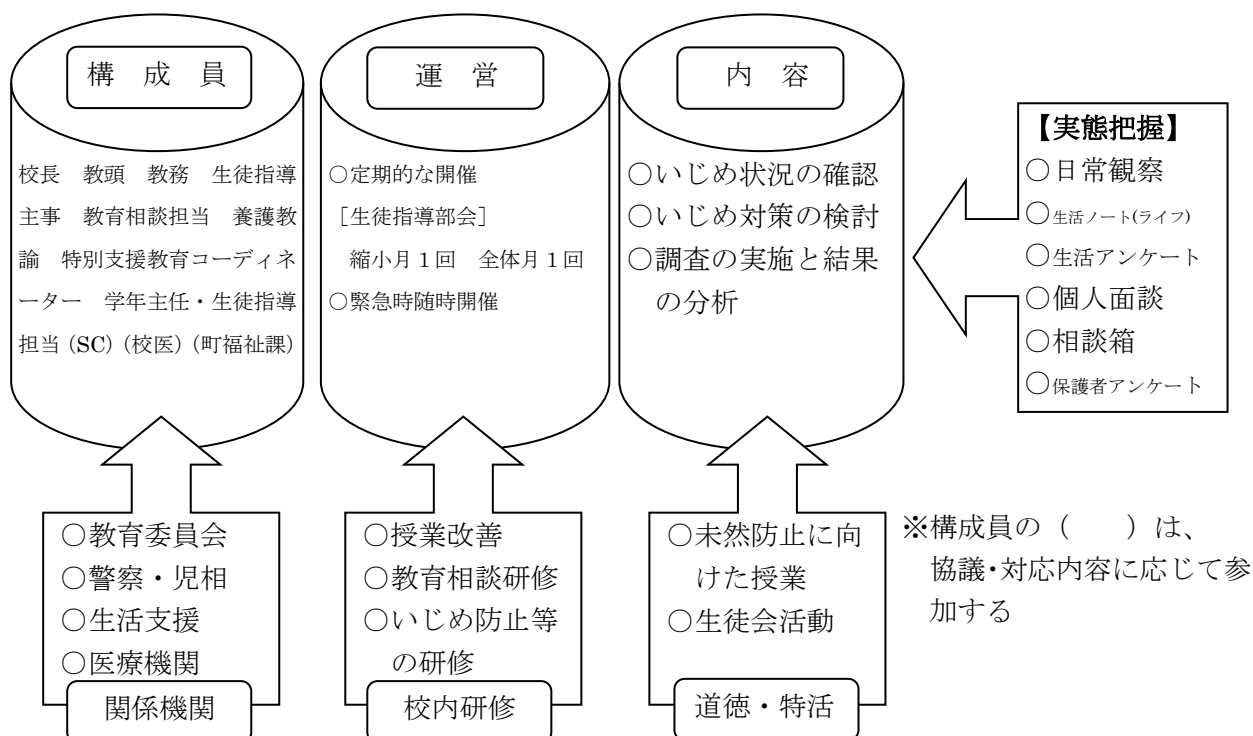 構　成　員
校長　教頭　教務　生徒指導
主事　教育相談担当　養護教
諭　特別支援教育コーディネ
ーター　学年主任・生徒指導
担当(SC)(校医)(町福祉課)
運　営
○定期的な開催
［生徒指導部会］
縮小月１回　全体月１回
○緊急時随時開催
内　容
○いじめ状況の確認
○いじめ対策の検討
○調査の実施と結果
の分析
【実態把握】
○日常観察
○生活ノート(ライフ)
○生活アンケート
○個人面談
○相談箱
○保護者アンケート
○教育委員会
○警察・児相
○生活支援
○医療機関
関係機関
○授業改善
○教育相談研修
○いじめ防止等
の研修
校内研修
○未然防止に向
けた授業
○生徒会活動
道徳・特活
※構成員の（　　）は、
協議・対応内容に応じて参
加する